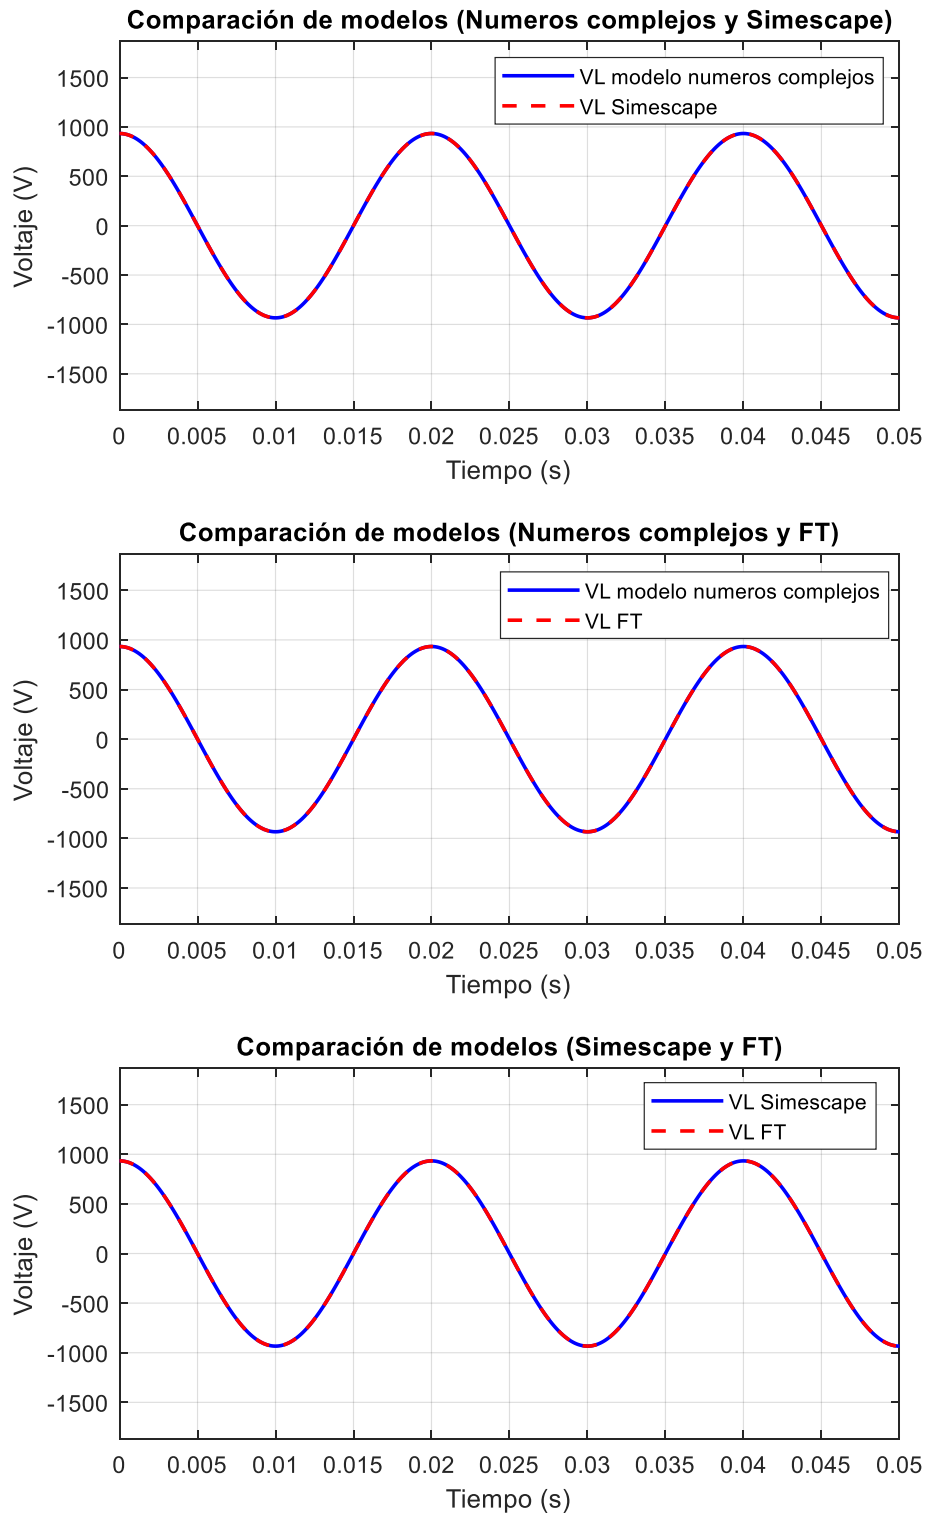 Comparación de modelos (Numeros complejos y Simescape)
VL modelo numeros complejos
VL Simescape
1500
1000
500
0
-500
-1000
-1500
Voltaje (V)
0 0.005 0.01 0.015 0.02 0.025 0.03 0.035 0.04 0.045 0.05
Tiempo (s)
Comparación de modelos (Numeros complejos y FT)
VL modelo numeros complejos
VL FT
1500
1000
500
0
-500
-1000
-1500
Voltaje (V)
0 0.005 0.01 0.015 0.02 0.025 0.03 0.035 0.04 0.045 0.05
Tiempo (s)
Comparación de modelos (Simescape y FT)
VL Simescape
VL FT
1500
1000
500
0
-500
-1000
-1500
Voltaje (V)
0 0.005 0.01 0.015 0.02 0.025 0.03 0.035 0.04 0.045 0.05
Tiempo (s)